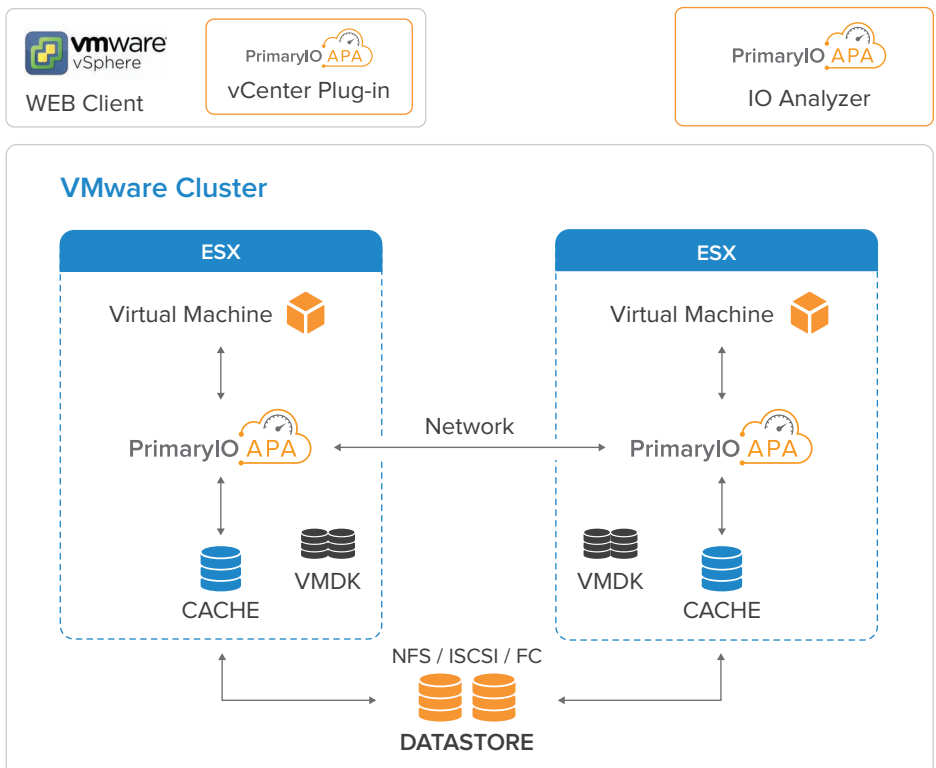 vmware
vSphere
WEB Client
PrimaryIO APA
vCenter Plug-in
PrimaryIO APA
IO Analyzer
VMware Cluster
ESX
ESX
Virtual Machine
Virtual Machine
PrimaryIO APA
Network
PrimaryIO APA
VMDK
VMDK
CACHE
CACHE
NFS / ISCSI / FC
DATASTORE